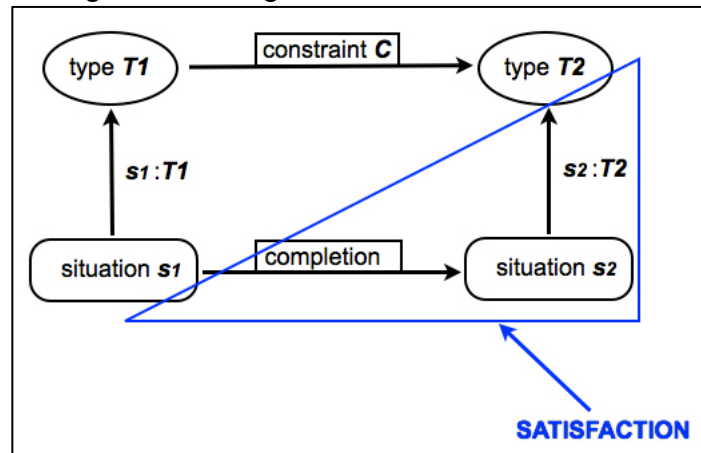 type T1
constraint C
type T2
s1 : T1
s2 : T2
situation s1
completion
situation s2
SATISFACTION